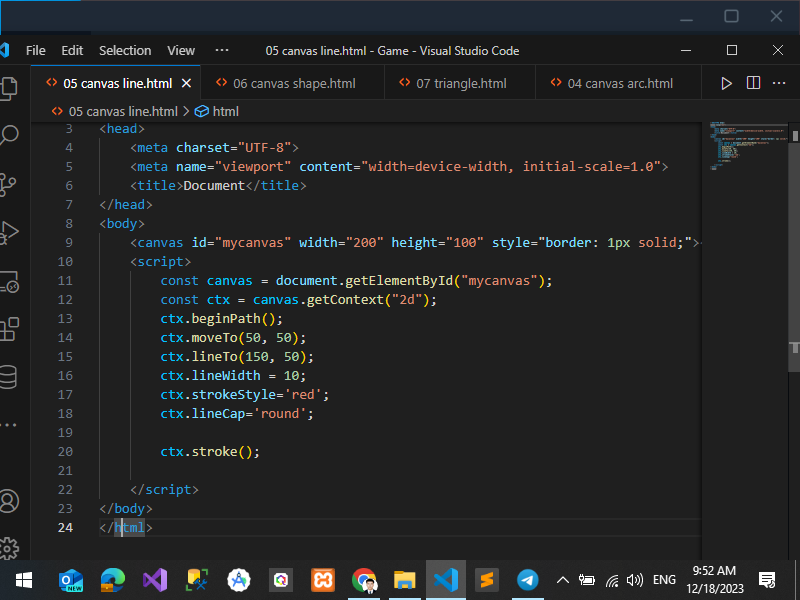 File Edit Selection View ··· 05 canvas line.html - Game - Visual Studio Code
05 canvas line.html 06 canvas shape.html 07 triangle.html 04 canvas arc.html
05 canvas line.html > html
3 <head>
4 <meta charset="UTF-8">
5 <meta name="viewport" content="width=device-width, initial-scale=1.0">
6 <title>Document</title>
7 </head>
8 <body>
9 <canvas id="mycanvas" width="200" height="100" style="border: 1px solid;">
10 <script>
11 const canvas = document.getElementById("mycanvas");
12 const ctx = canvas.getContext("2d");
13 ctx.beginPath();
14 ctx.moveTo(50, 50);
15 ctx.lineTo(150, 50);
16 ctx.lineWidth = 10;
17 ctx.strokeStyle='red';
18 ctx.lineCap='round';
19
20 ctx.stroke();
21
22 </script>
23 </body>
24 </html>
NEW ENG 9:52 AM
12/18/2023